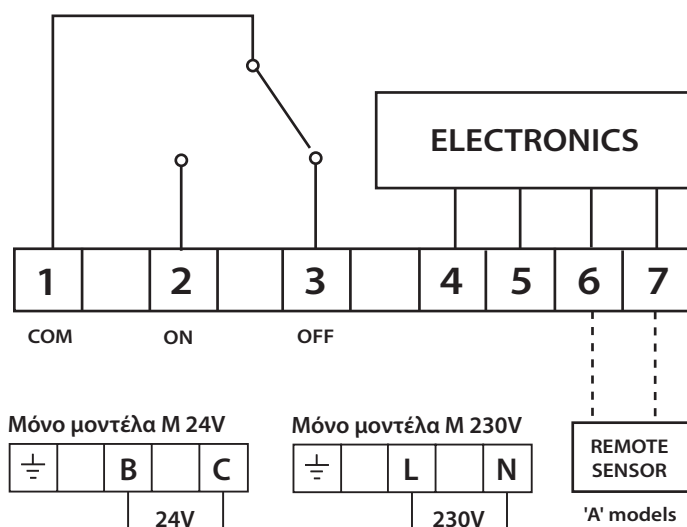 ELECTRONICS
1 2 3 4 5 6 7
COM ON OFF
Μόνο μοντέλα M 24V
B C
24V
Μόνο μοντέλα M 230V
L N
230V
REMOTE
SENSOR
'A' models